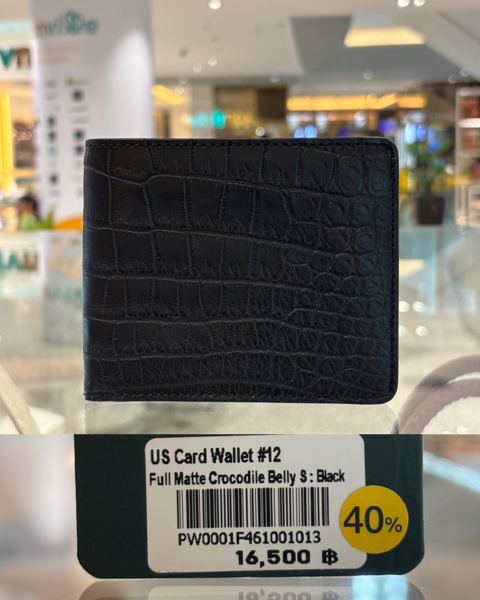 US Card Wallet #12
Full Matte Crocodile Belly S : Black
PW0001F461001013
40%
16,500 ฿